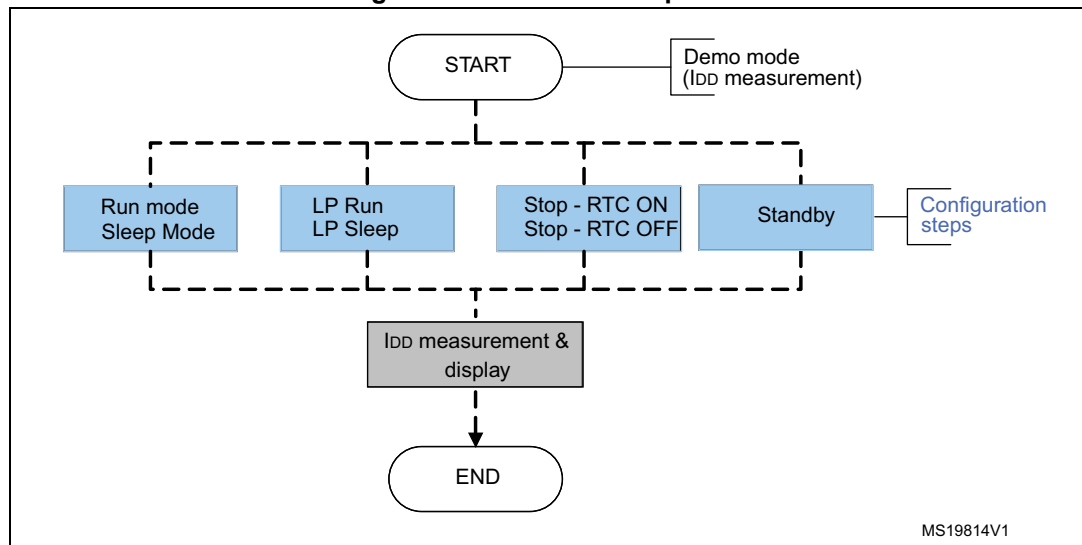 START
Demo mode
(IDD measurement)
Run mode
Sleep Mode
LP Run
LP Sleep
Stop - RTC ON
Stop - RTC OFF
Standby
Configuration
steps
IDD measurement &
display
END
MS19814V1